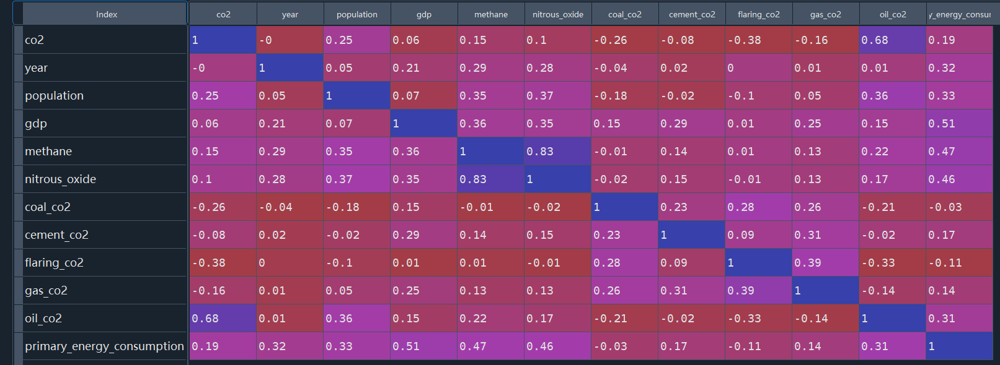 Index co2 year population gdp methane nitrous_oxide coal_co2 cement_co2 flaring_co2 gas_co2 oil_co2 y_energy_consu
co2 1 -0 0.25 0.06 0.15 0.1 -0.26 -0.08 -0.38 -0.16 0.68 0.19
year -0 1 0.05 0.21 0.29 0.28 -0.04 0.02 0 0.01 0.01 0.32
population 0.25 0.05 1 0.07 0.35 0.37 -0.18 -0.02 -0.1 0.05 0.36 0.33
gdp 0.06 0.21 0.07 1 0.36 0.35 0.15 0.29 0.01 0.25 0.15 0.51
methane 0.15 0.29 0.35 0.36 1 0.83 -0.01 0.14 0.01 0.13 0.22 0.47
nitrous_oxide 0.1 0.28 0.37 0.35 0.83 1 -0.02 0.15 -0.01 0.13 0.17 0.46
coal_co2 -0.26 -0.04 -0.18 0.15 -0.01 -0.02 1 0.23 0.28 0.26 -0.21 -0.03
cement_co2 -0.08 0.02 -0.02 0.29 0.14 0.15 0.23 1 0.09 0.31 -0.02 0.17
flaring_co2 -0.38 0 -0.1 0.01 0.01 -0.01 0.28 0.09 1 0.39 -0.33 -0.11
gas_co2 -0.16 0.01 0.05 0.25 0.13 0.13 0.26 0.31 0.39 1 -0.14 0.14
oil_co2 0.68 0.01 0.36 0.15 0.22 0.17 -0.21 -0.02 -0.33 -0.14 1 0.31
primary_energy_consumption 0.19 0.32 0.33 0.51 0.47 0.46 -0.03 0.17 -0.11 0.14 0.31 1